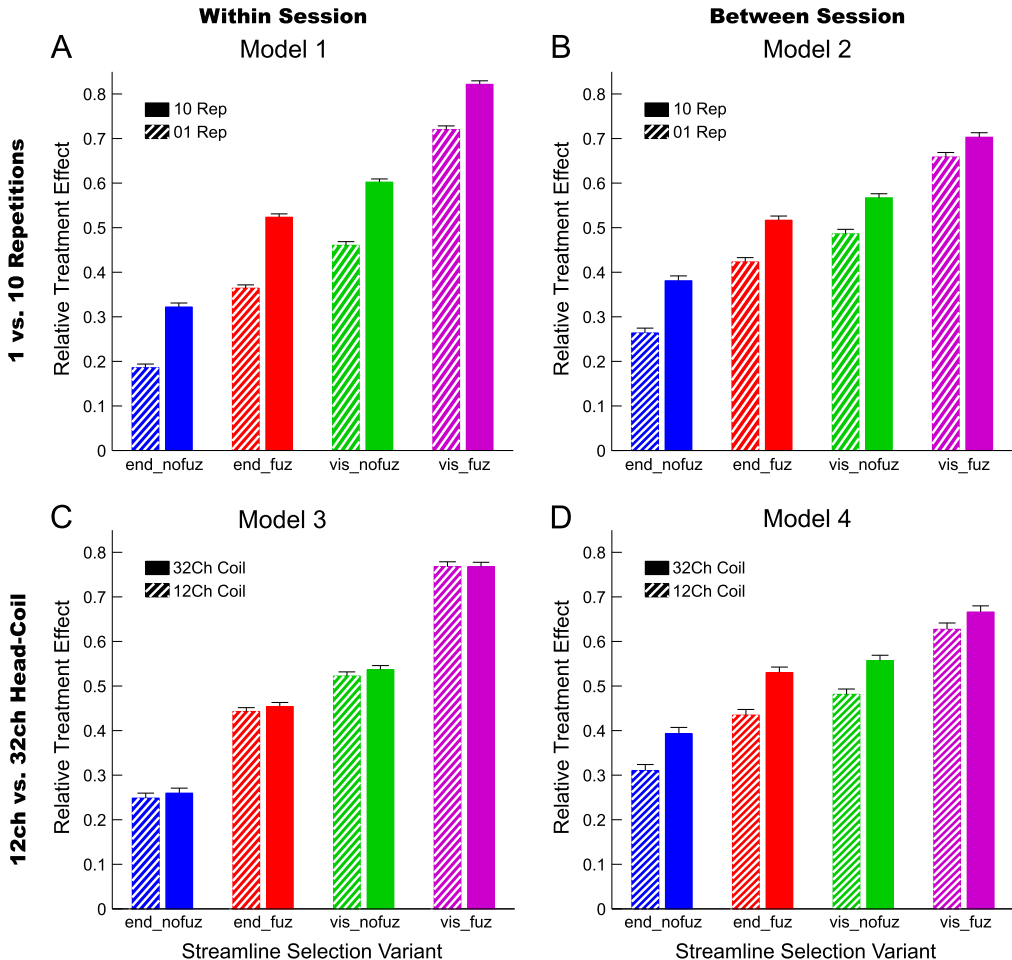 Within Session
Between Session
A
Model 1
B
Model 2
1 vs. 10 Repetitions
Relative Treatment Effect
0.8
0.7
0.6
0.5
0.4
0.3
0.2
0.1
0
10 Rep
01 Rep
end_nofuz end_fuz vis_nofuz vis_fuz
Relative Treatment Effect
0.8
0.7
0.6
0.5
0.4
0.3
0.2
0.1
0
10 Rep
01 Rep
end_nofuz end_fuz vis_nofuz vis_fuz
C
Model 3
D
Model 4
12ch vs. 32ch Head-Coil
Relative Treatment Effect
0.8
0.7
0.6
0.5
0.4
0.3
0.2
0.1
0
32Ch Coil
12Ch Coil
end_nofuz end_fuz vis_nofuz vis_fuz
Streamline Selection Variant
Relative Treatment Effect
0.8
0.7
0.6
0.5
0.4
0.3
0.2
0.1
0
32Ch Coil
12Ch Coil
end_nofuz end_fuz vis_nofuz vis_fuz
Streamline Selection Variant